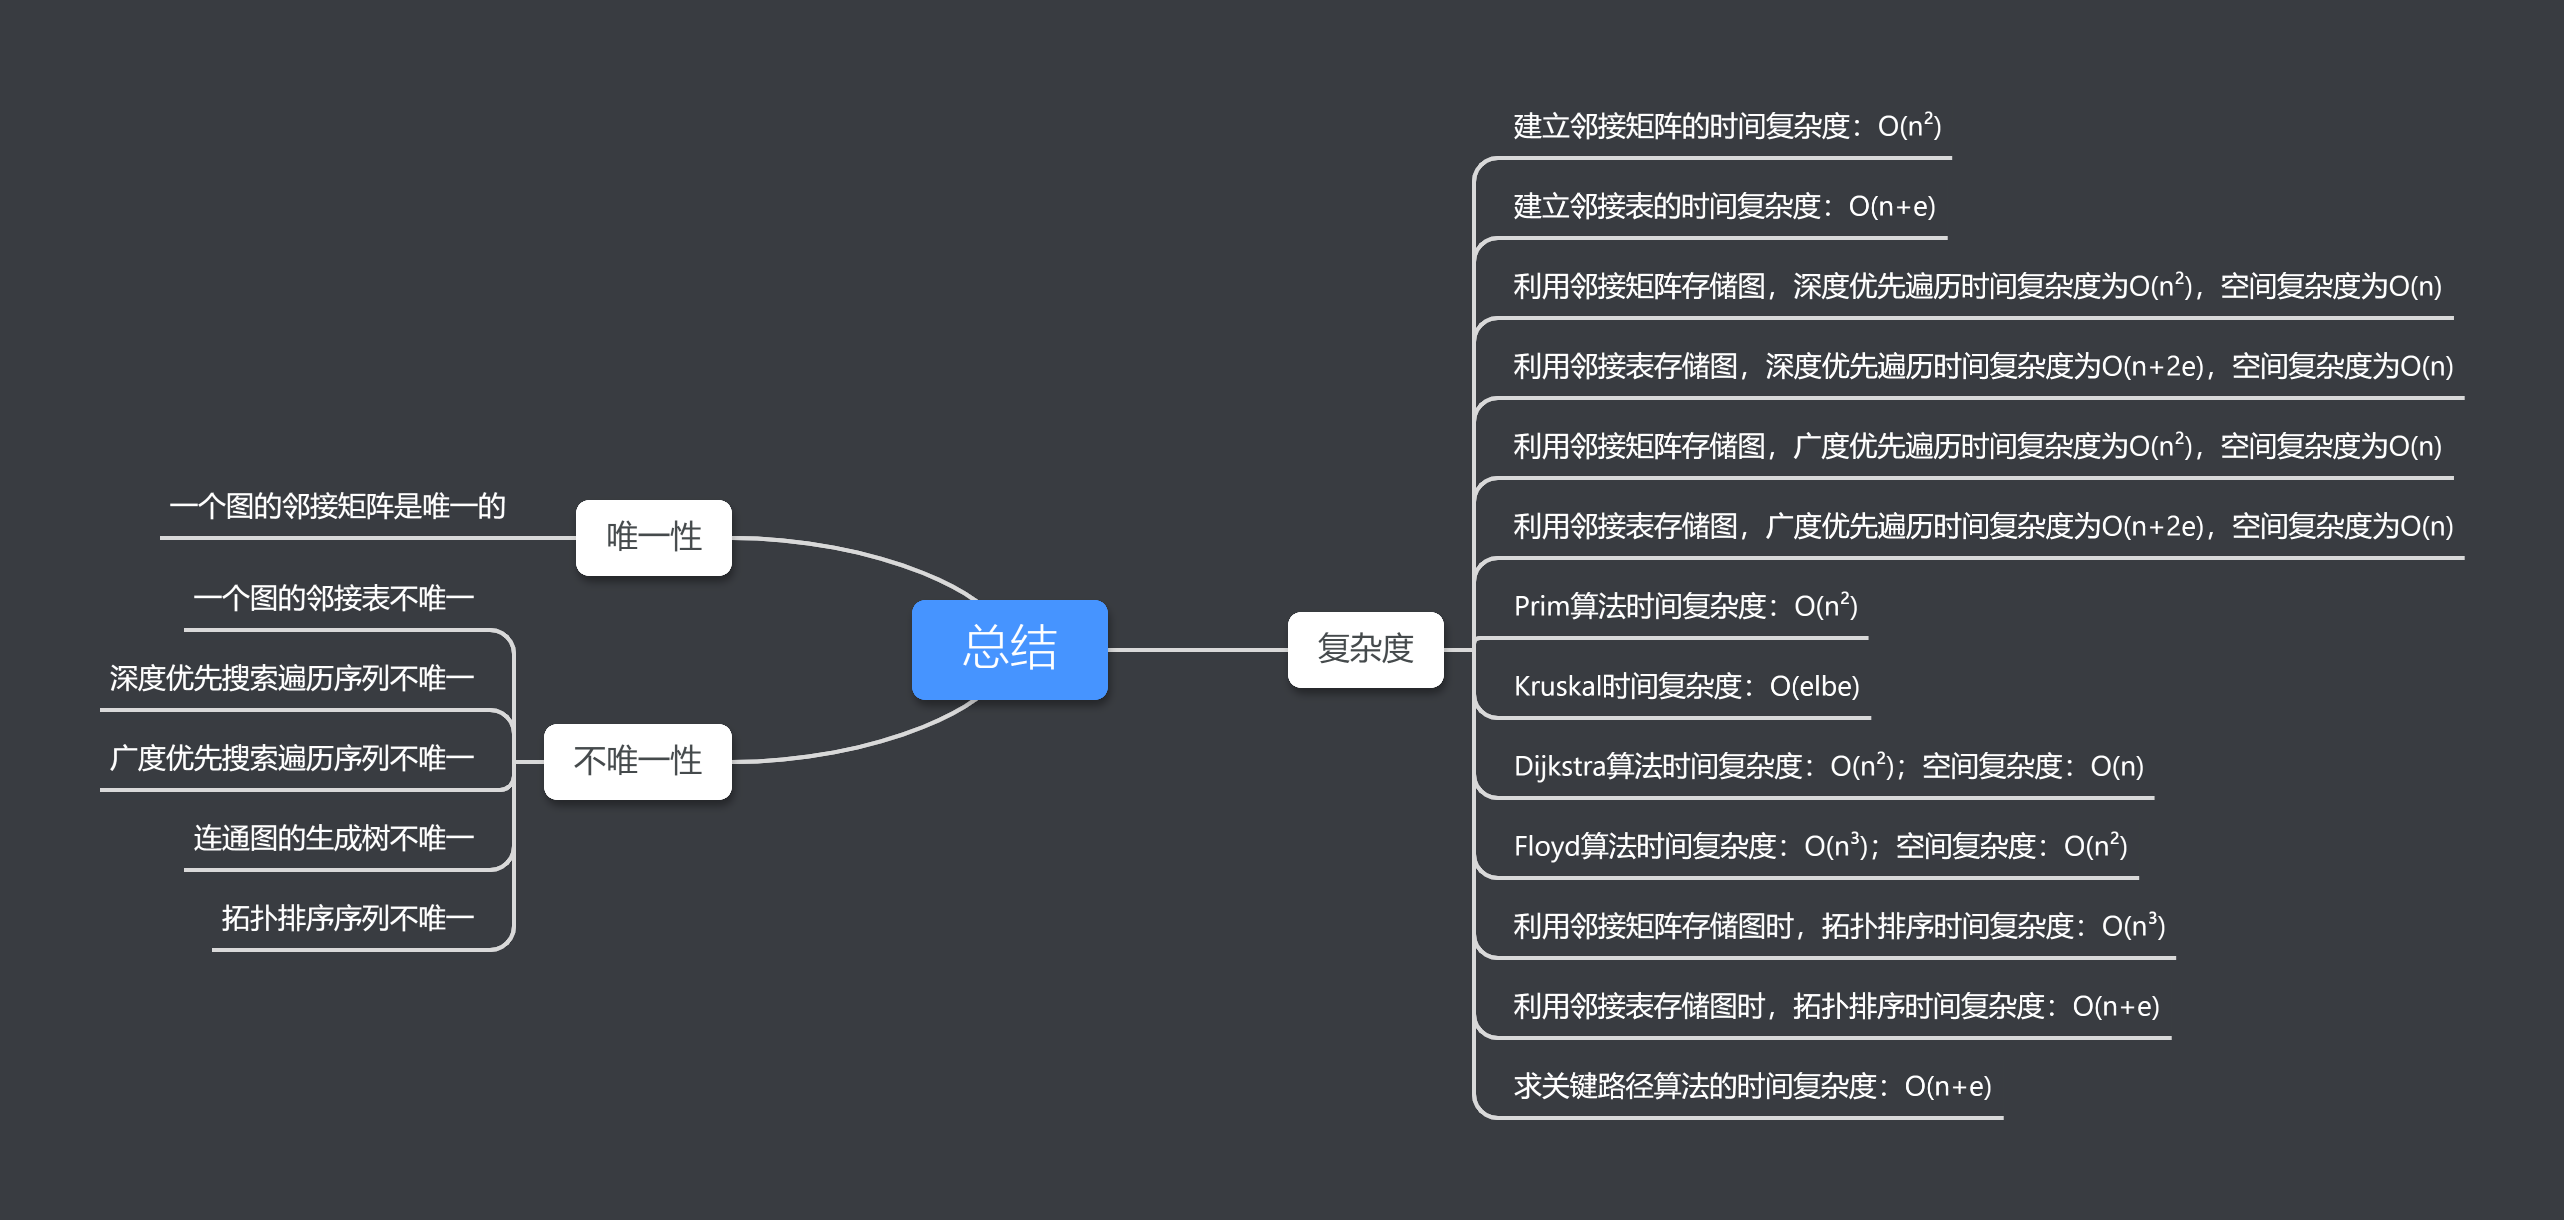 总结
唯一性
一个图的邻接矩阵是唯一的
不唯一性
一个图的邻接表不唯一
深度优先搜索遍历序列不唯一
广度优先搜索遍历序列不唯一
连通图的生成树不唯一
拓扑排序序列不唯一
复杂度
建立邻接矩阵的时间复杂度：O(n²)
建立邻接表的时间复杂度：O(n+e)
利用邻接矩阵存储图，深度优先遍历时间复杂度为O(n²)，空间复杂度为O(n)
利用邻接表存储图，深度优先遍历时间复杂度为O(n+2e)，空间复杂度为O(n)
利用邻接矩阵存储图，广度优先遍历时间复杂度为O(n²)，空间复杂度为O(n)
利用邻接表存储图，广度优先遍历时间复杂度为O(n+2e)，空间复杂度为O(n)
Prim算法时间复杂度：O(n²)
Kruskal时间复杂度：O(elbe)
Dijkstra算法时间复杂度：O(n²)；空间复杂度：O(n)
Floyd算法时间复杂度：O(n³)；空间复杂度：O(n²)
利用邻接矩阵存储图时，拓扑排序时间复杂度：O(n³)
利用邻接表存储图时，拓扑排序时间复杂度：O(n+e)
求关键路径算法的时间复杂度：O(n+e)